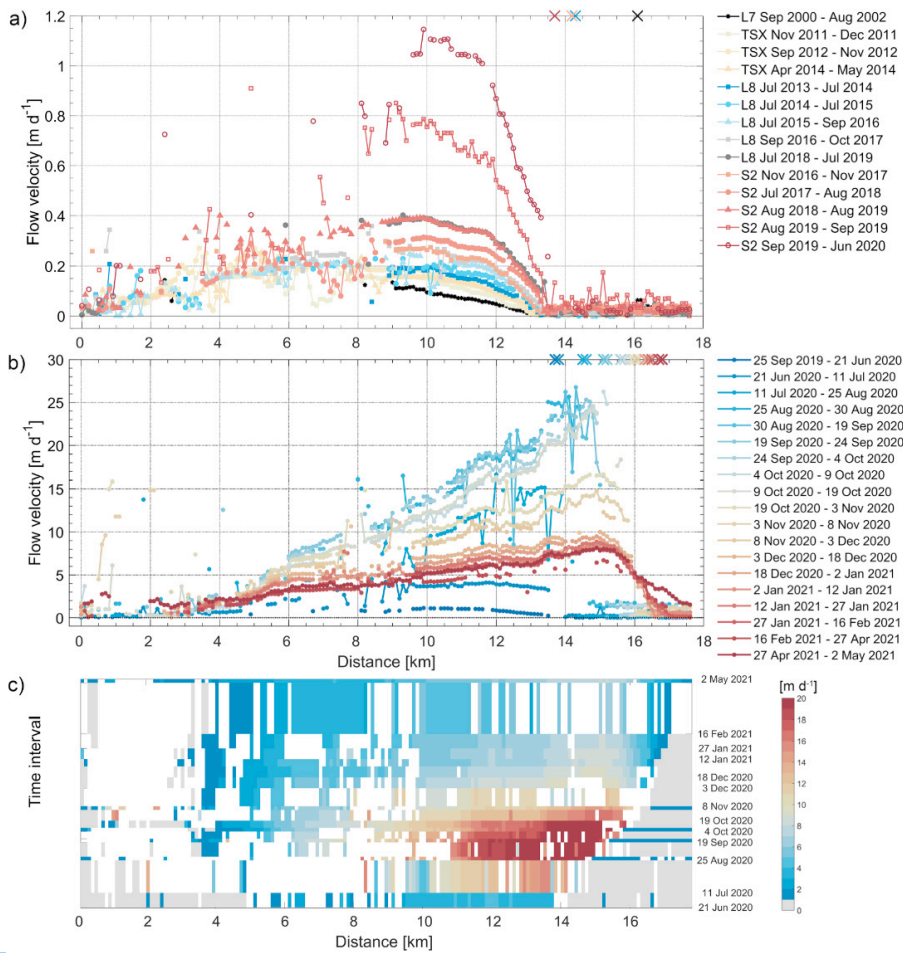 a)
1.2
1
0.8
0.6
0.4
0.2
0
Flow velocity [m d⁻¹]
0 2 4 6 8 10 12 14 16 18
L7 Sep 2000 - Aug 2002
TSX Nov 2011 - Dec 2011
TSX Sep 2012 - Nov 2012
TSX Apr 2014 - May 2014
L8 Jul 2013 - Jul 2014
L8 Jul 2014 - Jul 2015
L8 Jul 2015 - Sep 2016
L8 Sep 2016 - Oct 2017
L8 Jul 2018 - Jul 2019
S2 Nov 2016 - Nov 2017
S2 Jul 2017 - Aug 2018
S2 Aug 2018 - Aug 2019
S2 Aug 2019 - Sep 2019
S2 Sep 2019 - Jun 2020
b)
30
25
20
15
10
5
0
Flow velocity [m d⁻¹]
0 2 4 6 8 10 12 14 16 18
Distance [km]
25 Sep 2019 - 21 Jun 2020
21 Jun 2020 - 11 Jul 2020
11 Jul 2020 - 25 Aug 2020
25 Aug 2020 - 30 Aug 2020
30 Aug 2020 - 19 Sep 2020
19 Sep 2020 - 24 Sep 2020
24 Sep 2020 - 4 Oct 2020
4 Oct 2020 - 9 Oct 2020
9 Oct 2020 - 19 Oct 2020
19 Oct 2020 - 3 Nov 2020
3 Nov 2020 - 8 Nov 2020
8 Nov 2020 - 3 Dec 2020
3 Dec 2020 - 18 Dec 2020
18 Dec 2020 - 2 Jan 2021
2 Jan 2021 - 12 Jan 2021
12 Jan 2021 - 27 Jan 2021
27 Jan 2021 - 16 Feb 2021
16 Feb 2021 - 27 Apr 2021
27 Apr 2021 - 2 May 2021
c)
Time interval
2 May 2021
16 Feb 2021
27 Jan 2021
12 Jan 2021
18 Dec 2020
3 Dec 2020
8 Nov 2020
19 Oct 2020
4 Oct 2020
19 Sep 2020
25 Aug 2020
11 Jul 2020
21 Jun 2020
0 2 4 6 8 10 12 14 16
Distance [km]
[m d⁻¹]
20
18
16
14
12
10
8
6
4
2
0